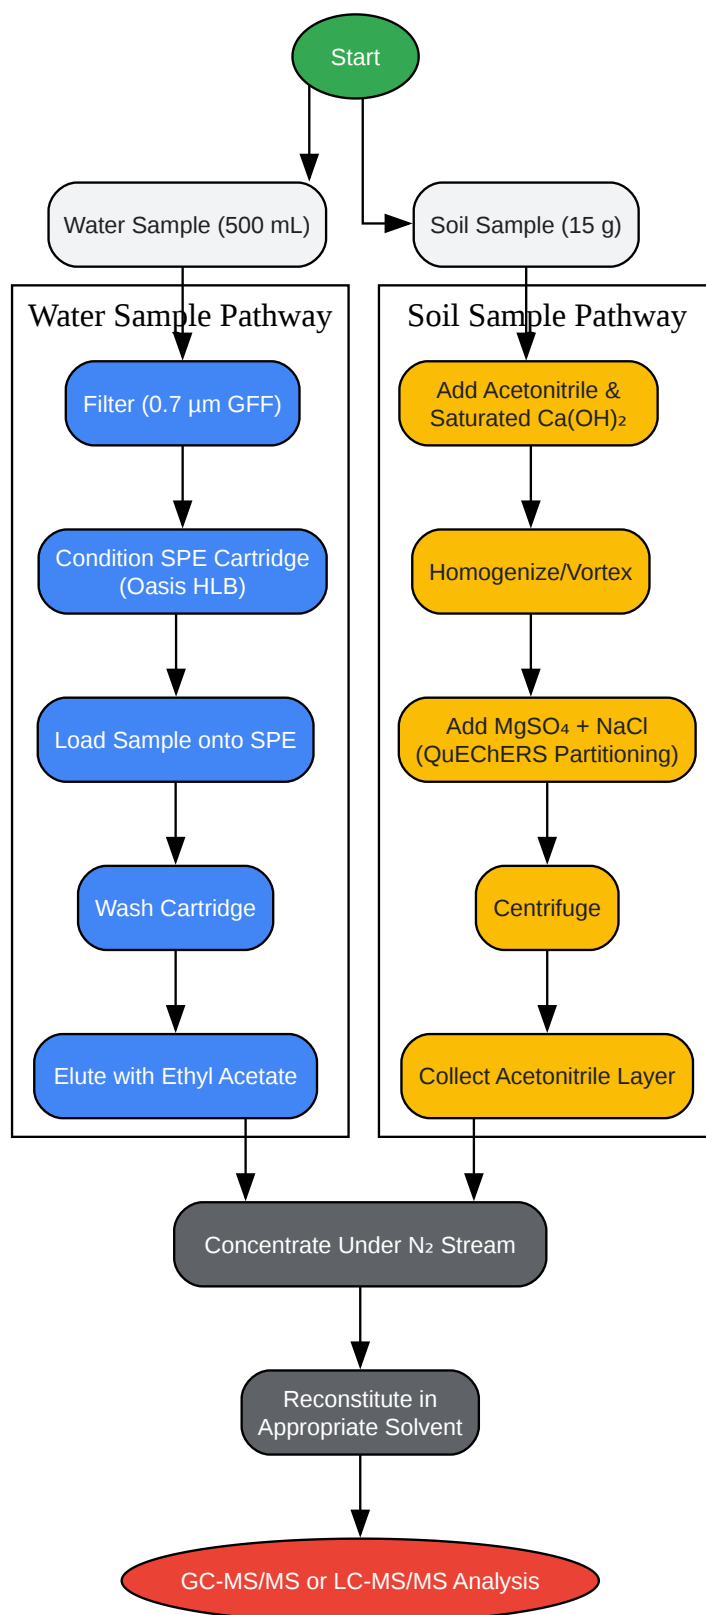 Start
Water Sample (500 mL)
Soil Sample (15 g)
Water Sample Pathway
Soil Sample Pathway
Filter (0.7 µm GFF)
Add Acetonitrile &
Saturated Ca(OH)₂
Condition SPE Cartridge
(Oasis HLB)
Homogenize/Vortex
Load Sample onto SPE
Add MgSO₄ + NaCl
(QuEChERS Partitioning)
Wash Cartridge
Centrifuge
Elute with Ethyl Acetate
Collect Acetonitrile Layer
Concentrate Under N₂ Stream
Reconstitute in
Appropriate Solvent
GC-MS/MS or LC-MS/MS Analysis